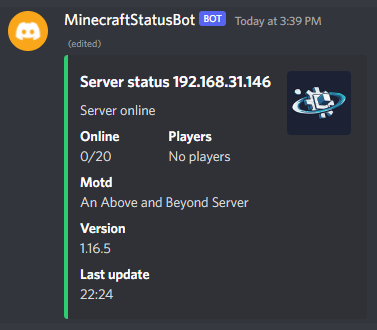 MinecraftStatusBot BOT Today at 3:39 PM
(edited)
Server status 192.168.31.146
Server online
Online Players
0/20 No players
Motd
An Above and Beyond Server
Version
1.16.5
Last update
22:24